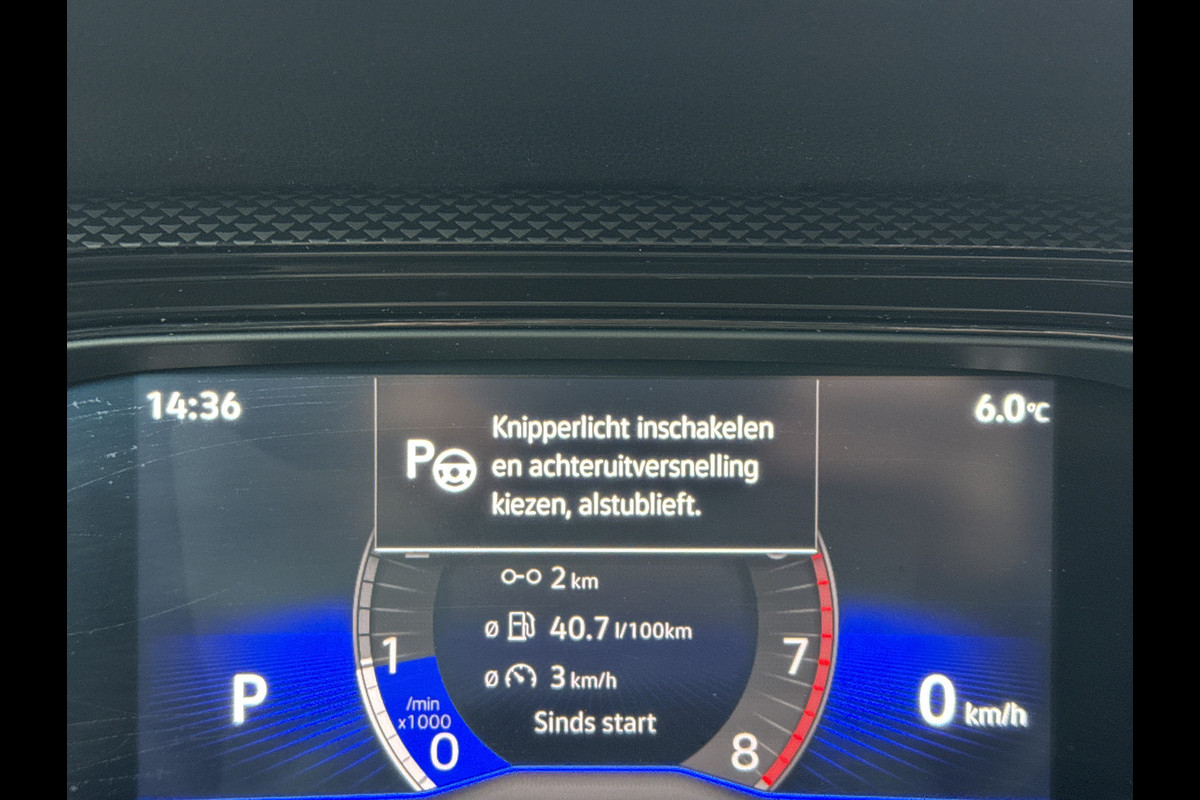 14:36
6.0°C
P
Knipperlicht inschakelen
en achteruitversnelling
kiezen, alstublieft.
2 km
ø 40.7 l/100km
ø 3 km/h
Sinds start
1
/min
x1000
0
7
8
P
0 km/h